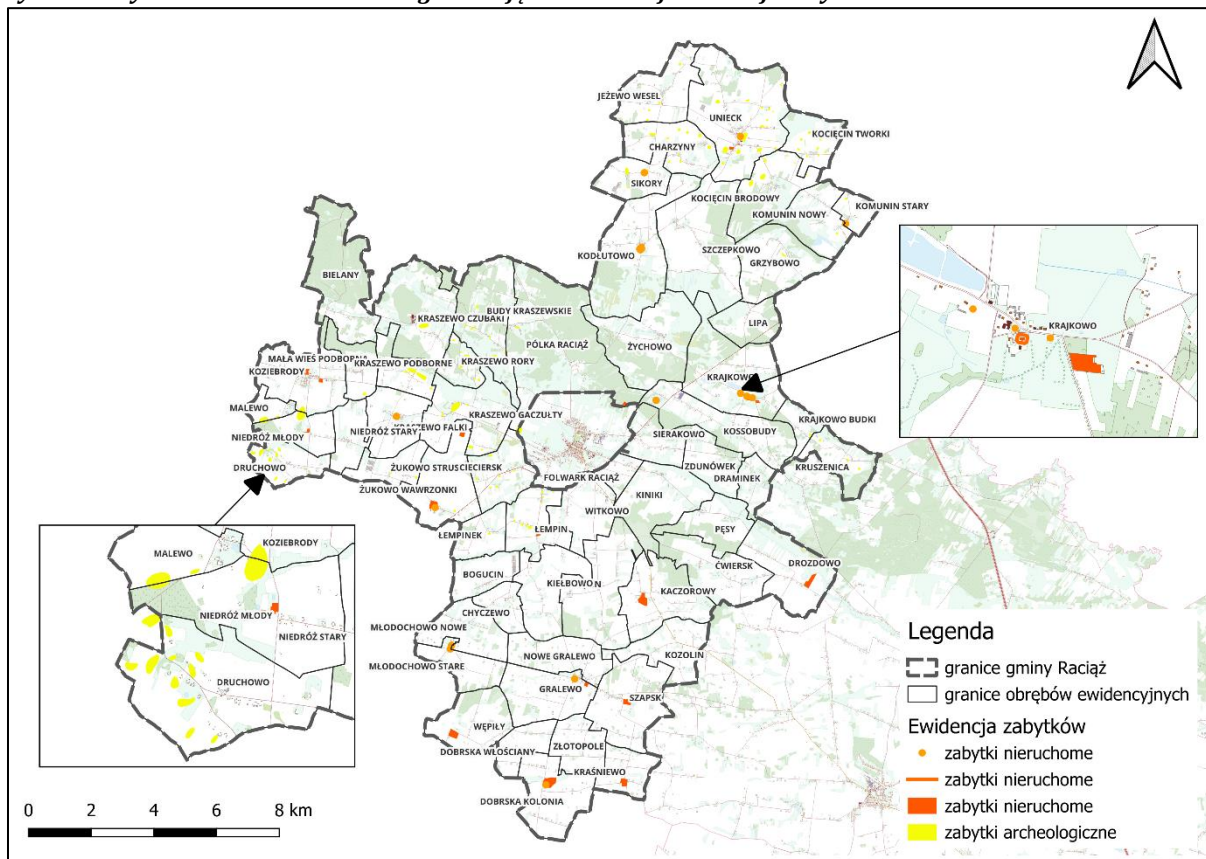 JEŻEWO WESEL
UNIECK
KOCIĘCIN TWORKI
CHARZYNY
SIKORY
KOCIĘCIN BRODOWY
KOMUNIN STARY
KOMUNIN NOWY
SZCZEPKOWO
KODŁUTOWO
GRZYBOWO
BIELANY
LIPA
BUDY KRASZEWSKIE
KRASZEWO CZUBAKI
PÓLKA RACIĄŻ
ŻYCHOWO
MAŁA WIEŚ PODBORNA
KRASZEWO PODBORNE
KRASZEWO RORY
KOZIEBRODY
KRAJKOWO
KRAJKOWO
MALEWO
KRASZEWO GACZUŁTY
KRAJKOWO BUDKI
NIEDRÓŻ MŁODY
NIEDRÓŻ STARY
KRASZEWO FALKI
SIERAKOWO
KOSSOBUDY
DRUCHOWO
ŻUKOWO STRUS
CIECIERSK
ZDUNÓWEK
KRUSZENICA
FOLWARK RACIĄŻ
DRAMINEK
ŻUKOWO WAWRZONKI
KINIKI
WITKOWO
ŁEMPINEK
ŁEMPIN
PĘSY
MALEWO
KOZIEBRODY
NIEDRÓŻ MŁODY
NIEDRÓŻ STARY
DRUCHOWO
BOGUCIN
KIEŁBOWO
ĆWIERSK
DROZDOWO
KACZOROWY
CHYCZEWO
MŁODOCHOWO NOWE
MŁODOCHOWO STARE
NOWE GRALEWO
KOZOLIN
GRALEWO
SZAPSK
WĘPIŁY
DOBRSKA WŁOŚCIANY
ZŁOTOPOLE
KRAŚNIEWO
DOBRSKA KOLONIA
Legenda
granice gminy Raciąż
granice obrębów ewidencyjnych
Ewidencja zabytków
zabytki nieruchome
zabytki nieruchome
zabytki nieruchome
zabytki archeologiczne
0 2 4 6 8 km